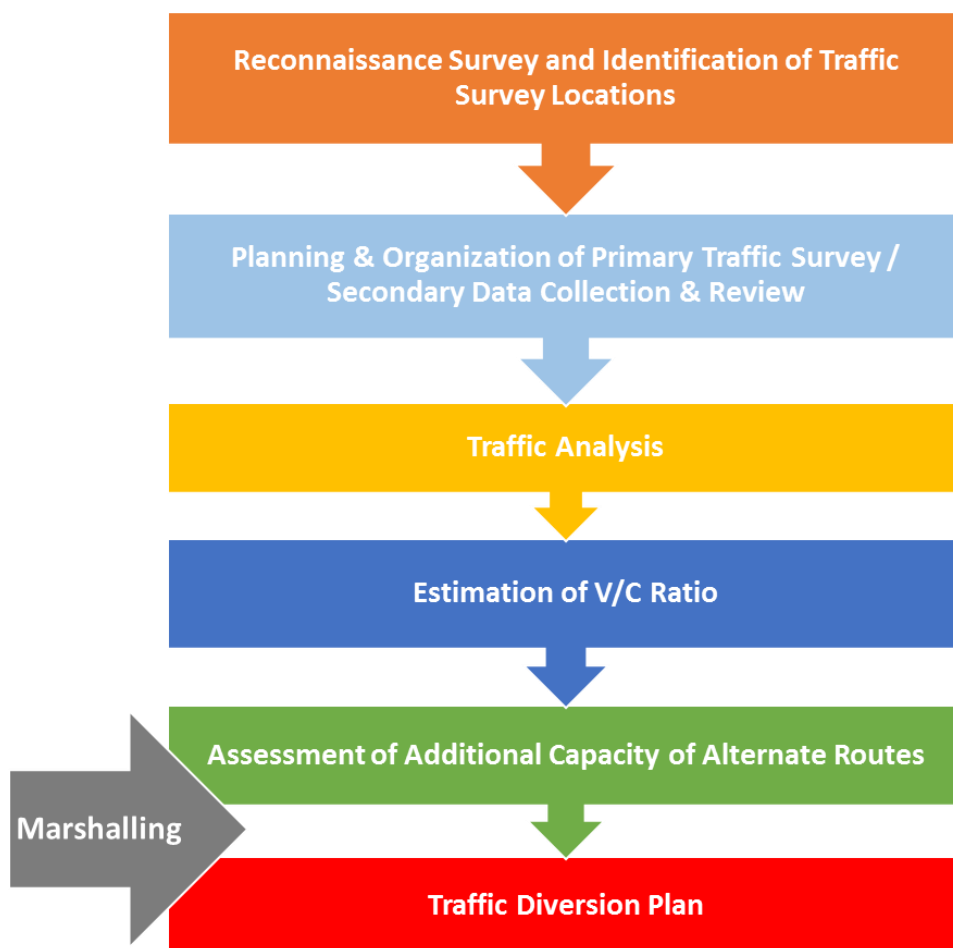 Reconnaissance Survey and Identification of Traffic
Survey Locations
Planning & Organization of Primary Traffic Survey /
Secondary Data Collection & Review
Traffic Analysis
Estimation of V/C Ratio
Assessment of Additional Capacity of Alternate Routes
Marshalling
Traffic Diversion Plan